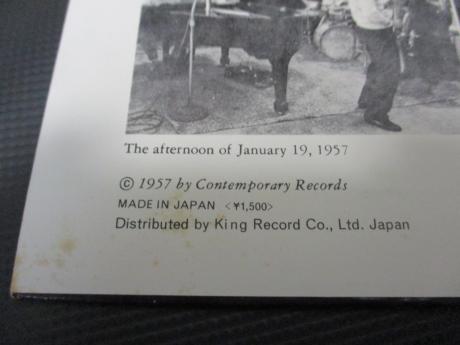 The afternoon of January 19, 1957
© 1957 by Contemporary Records
MADE IN JAPAN <¥1,500>
Distributed by King Record Co., Ltd. Japan